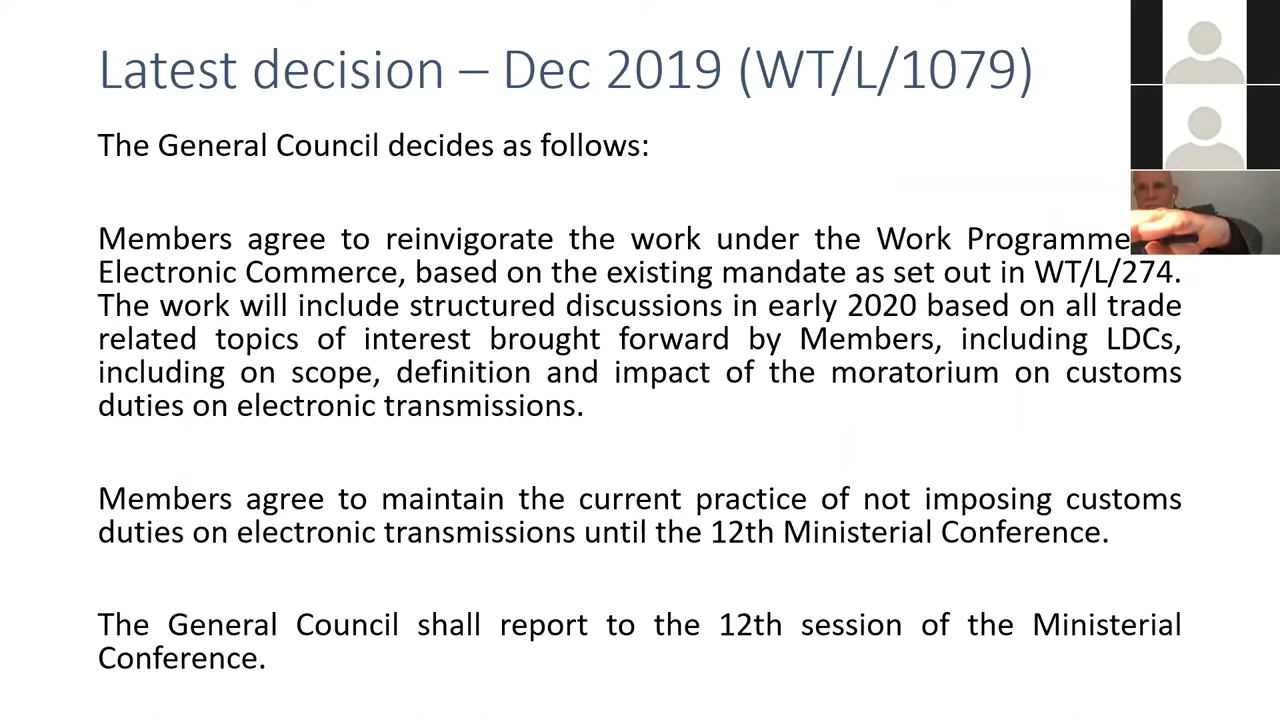 Latest decision – Dec 2019 (WT/L/1079)
The General Council decides as follows:
Members agree to reinvigorate the work under the Work Programme
Electronic Commerce, based on the existing mandate as set out in WT/L/274.
The work will include structured discussions in early 2020 based on all trade
related topics of interest brought forward by Members, including LDCs,
including on scope, definition and impact of the moratorium on customs
duties on electronic transmissions.
Members agree to maintain the current practice of not imposing customs
duties on electronic transmissions until the 12th Ministerial Conference.
The General Council shall report to the 12th session of the Ministerial
Conference.